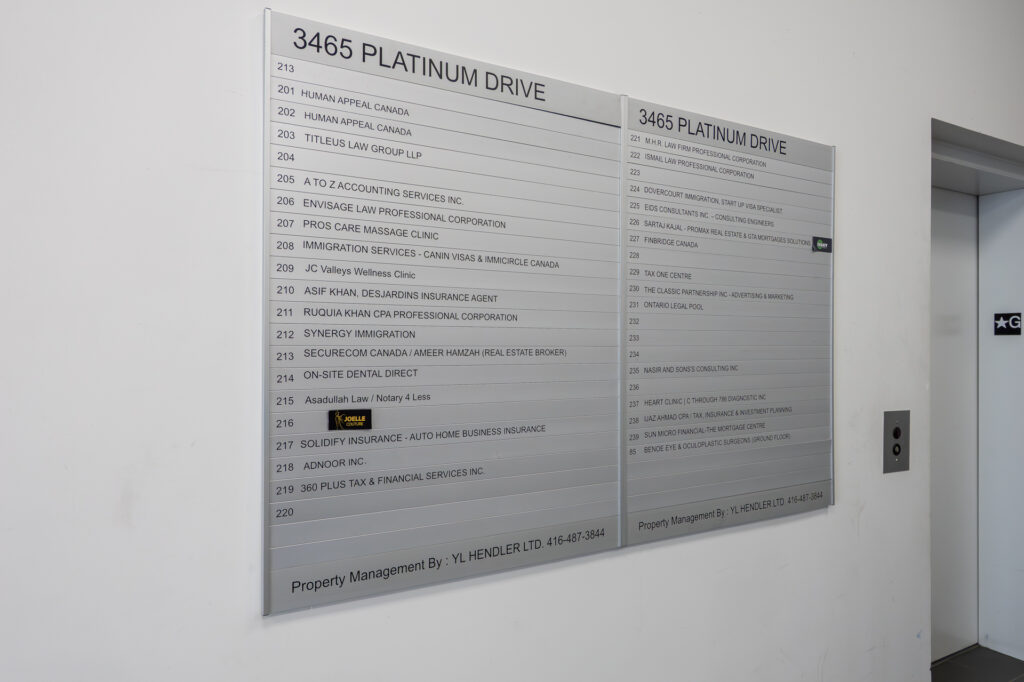 3465 PLATINUM DRIVE
213
201 HUMAN APPEAL CANADA
202 HUMAN APPEAL CANADA
203 TITLEUS LAW GROUP LLP
204
205 A TO Z ACCOUNTING SERVICES INC.
206 ENVISAGE LAW PROFESSIONAL CORPORATION
207 PROS CARE MASSAGE CLINIC
208 IMMIGRATION SERVICES - CANIN VISAS & IMMICIRCLE CANADA
209 JC Valleys Wellness Clinic
210 ASIF KHAN, DESJARDINS INSURANCE AGENT
211 RUQUIA KHAN CPA PROFESSIONAL CORPORATION
212 SYNERGY IMMIGRATION
213 SECURECOM CANADA / AMEER HAMZAH (REAL ESTATE BROKER)
214 ON-SITE DENTAL DIRECT
215 Asadullah Law / Notary 4 Less
216 JOELLE
COUTURE
217 SOLIDIFY INSURANCE - AUTO HOME BUSINESS INSURANCE
218 ADNOOR INC.
219 360 PLUS TAX & FINANCIAL SERVICES INC.
220
Property Management By : YL HENDLER LTD. 416-487-3844
3465 PLATINUM DRIVE
221 M.H.R. LAW FIRM PROFESSIONAL CORPORATION
222 ISMAIL LAW PROFESSIONAL CORPORATION
223
224 DOVERCOURT IMMIGRATION, START UP VISA SPECIALIST
225 EIDS CONSULTANTS INC. - CONSULTING ENGINEERS
226 SARTAJ KAJAL - PROMAX REAL ESTATE & GTA MORTGAGES SOLUTIONS
227 FINBRIDGE CANADA
228
229 TAX ONE CENTRE
230 THE CLASSIC PARTNERSHIP INC - ADVERTISING & MARKETING
231 ONTARIO LEGAL POOL
232
233
234
235 NASIR AND SONS'S CONSULTING INC
236
237 HEART CLINIC | C THROUGH 786 DIAGNOSTIC INC
238 IJAZ AHMAD CPA | TAX, INSURANCE & INVESTMENT PLANNING
239 SUN MICRO FINANCIAL-THE MORTGAGE CENTRE
85 BENOE EYE & OCULOPLASTIC SURGEONS (GROUND FLOOR)
Property Management By : YL HENDLER LTD. 416-487-3844
★G